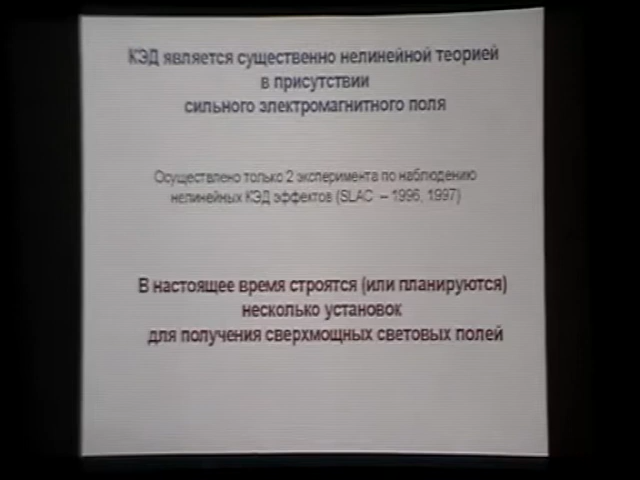 КЭД является существенно нелинейной теорией
в присутствии
сильного электромагнитного поля
Осуществлено только 2 эксперимента по наблюдению
нелинейных КЭД эффектов (SLAC – 1996, 1997)
В настоящее время строятся (или планируются)
несколько установок
для получения сверхмощных световых полей